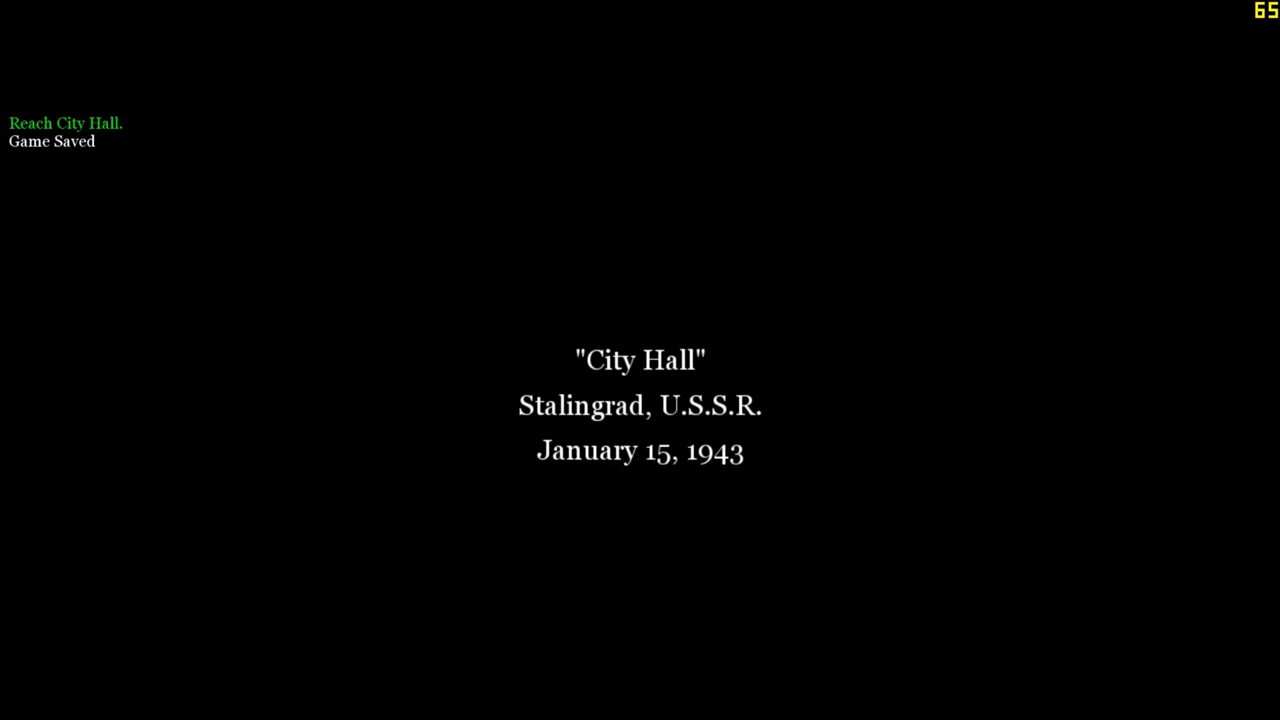 65
Reach City Hall.
Game Saved
"City Hall"
Stalingrad, U.S.S.R.
January 15, 1943